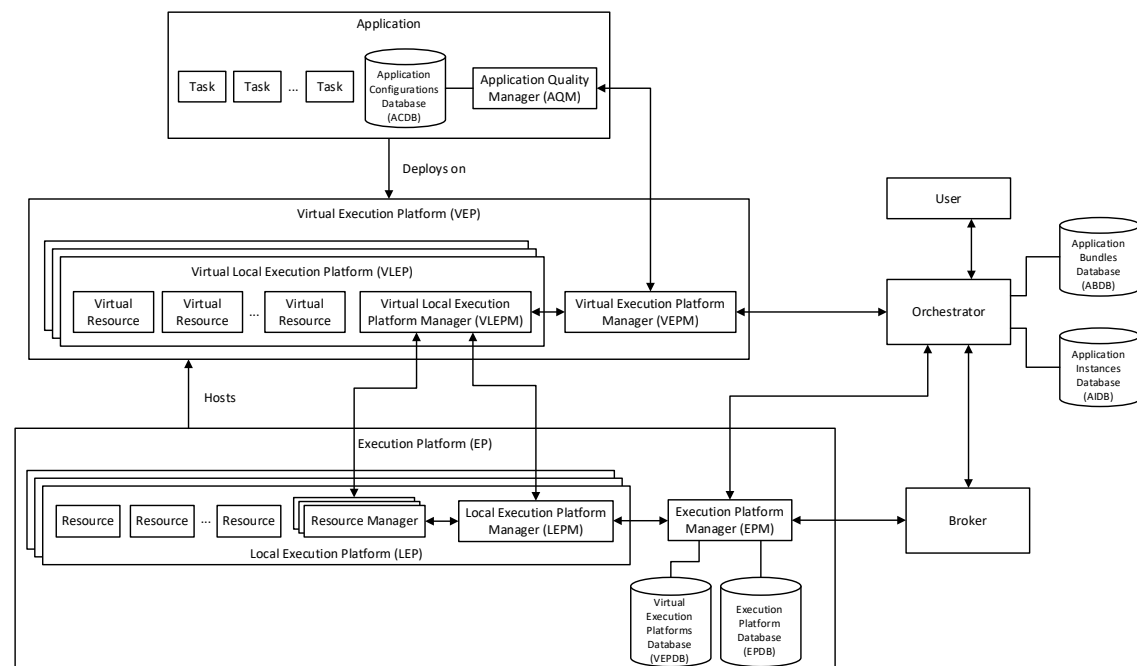 Application
Task
Task
...
Task
Application
Configurations
Database
(ACDB)
Application Quality
Manager (AQM)
Deploys on
Virtual Execution Platform (VEP)
Virtual Local Execution Platform (VLEP)
Virtual
Resource
Virtual
Resource
...
Virtual
Resource
Virtual Local Execution
Platform Manager (VLEPM)
Virtual Execution Platform
Manager (VEPM)
User
Orchestrator
Application
Bundles
Database
(ABDB)
Application
Instances
Database
(AIDB)
Hosts
Execution Platform (EP)
Resource
Resource
...
Resource
Resource Manager
Local Execution Platform
Manager (LEPM)
Local Execution Platform (LEP)
Execution Platform
Manager (EPM)
Broker
Virtual
Execution
Platforms
Database
(VEPDB)
Execution
Platform
Database
(EPDB)